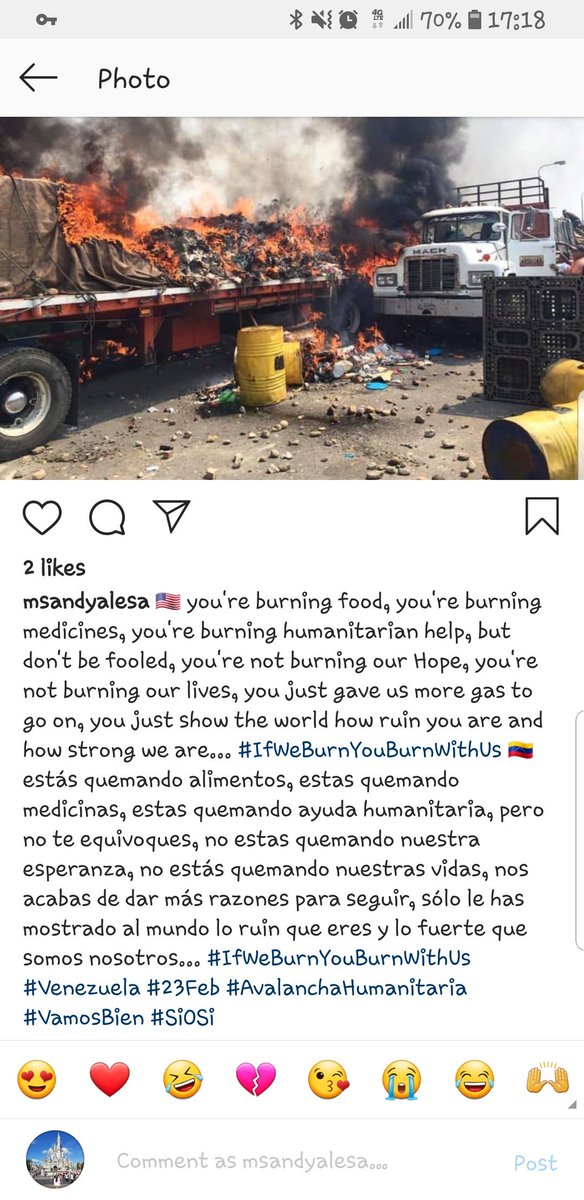 70% 17:18
Photo
MACK
2 likes
msandyalesa 🇺🇸 you're burning food, you're burning
medicines, you're burning humanitarian help, but
don't be fooled, you're not burning our Hope, you're
not burning our lives, you just gave us more gas to
go on, you just show the world how ruin you are and
how strong we are... #IfWeBurnYouBurnWithUs 🇻🇪
estás quemando alimentos, estas quemando
medicinas, estas quemando ayuda humanitaria, pero
no te equivoques, no estas quemando nuestra
esperanza, no estás quemando nuestras vidas, nos
acabas de dar más razones para seguir, sólo le has
mostrado al mundo lo ruin que eres y lo fuerte que
somos nosotros... #IfWeBurnYouBurnWithUs
#Venezuela #23Feb #AvalanchaHumanitaria
#VamosBien #SiOSi
Comment as msandyalesa... Post